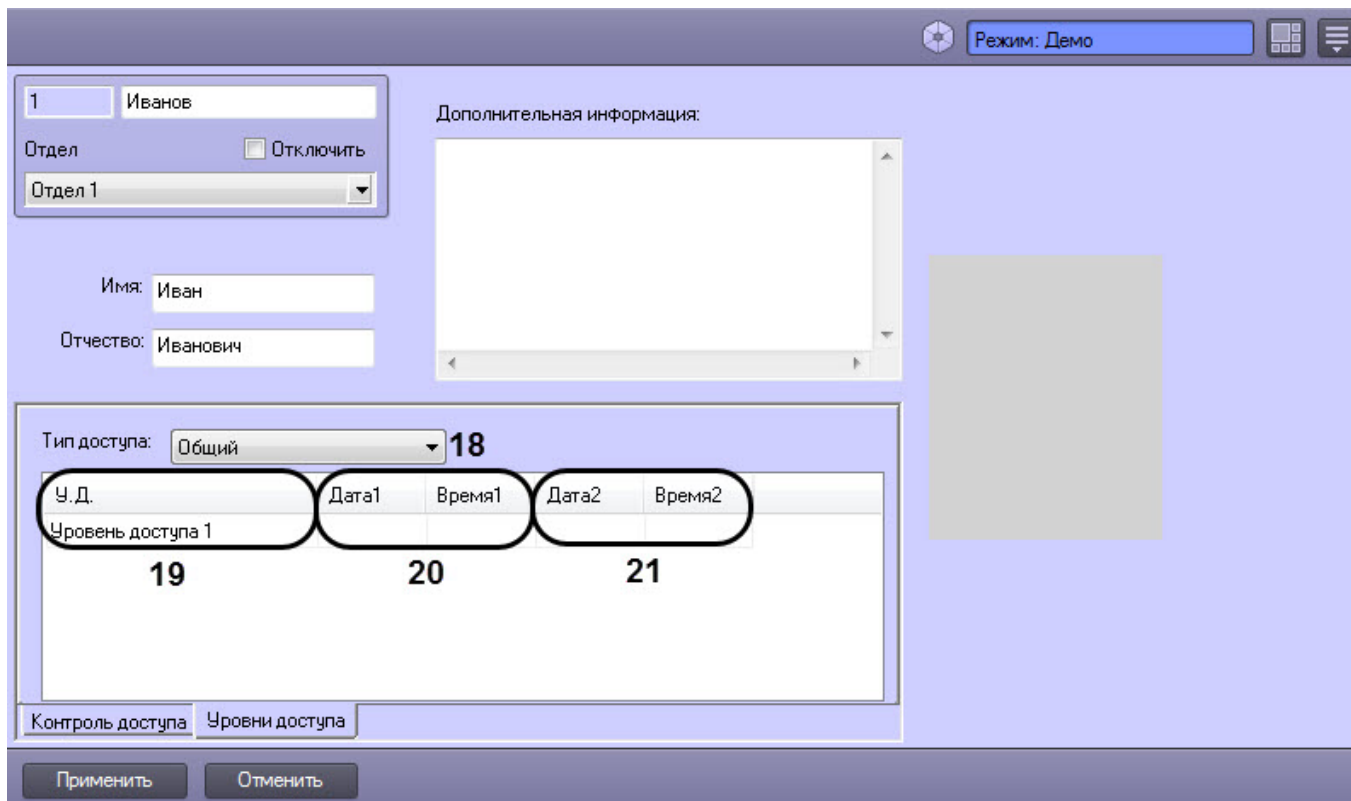 Режим: Демо
1 Иванов
Отдел Отключить
Отдел 1
Дополнительная информация:
Имя: Иван
Отчество: Иванович
Тип доступа: Общий 18
У.Д. Дата1 Время1 Дата2 Время2
Уровень доступа 1
19 20 21
Контроль доступа Уровни доступа
Применить Отменить